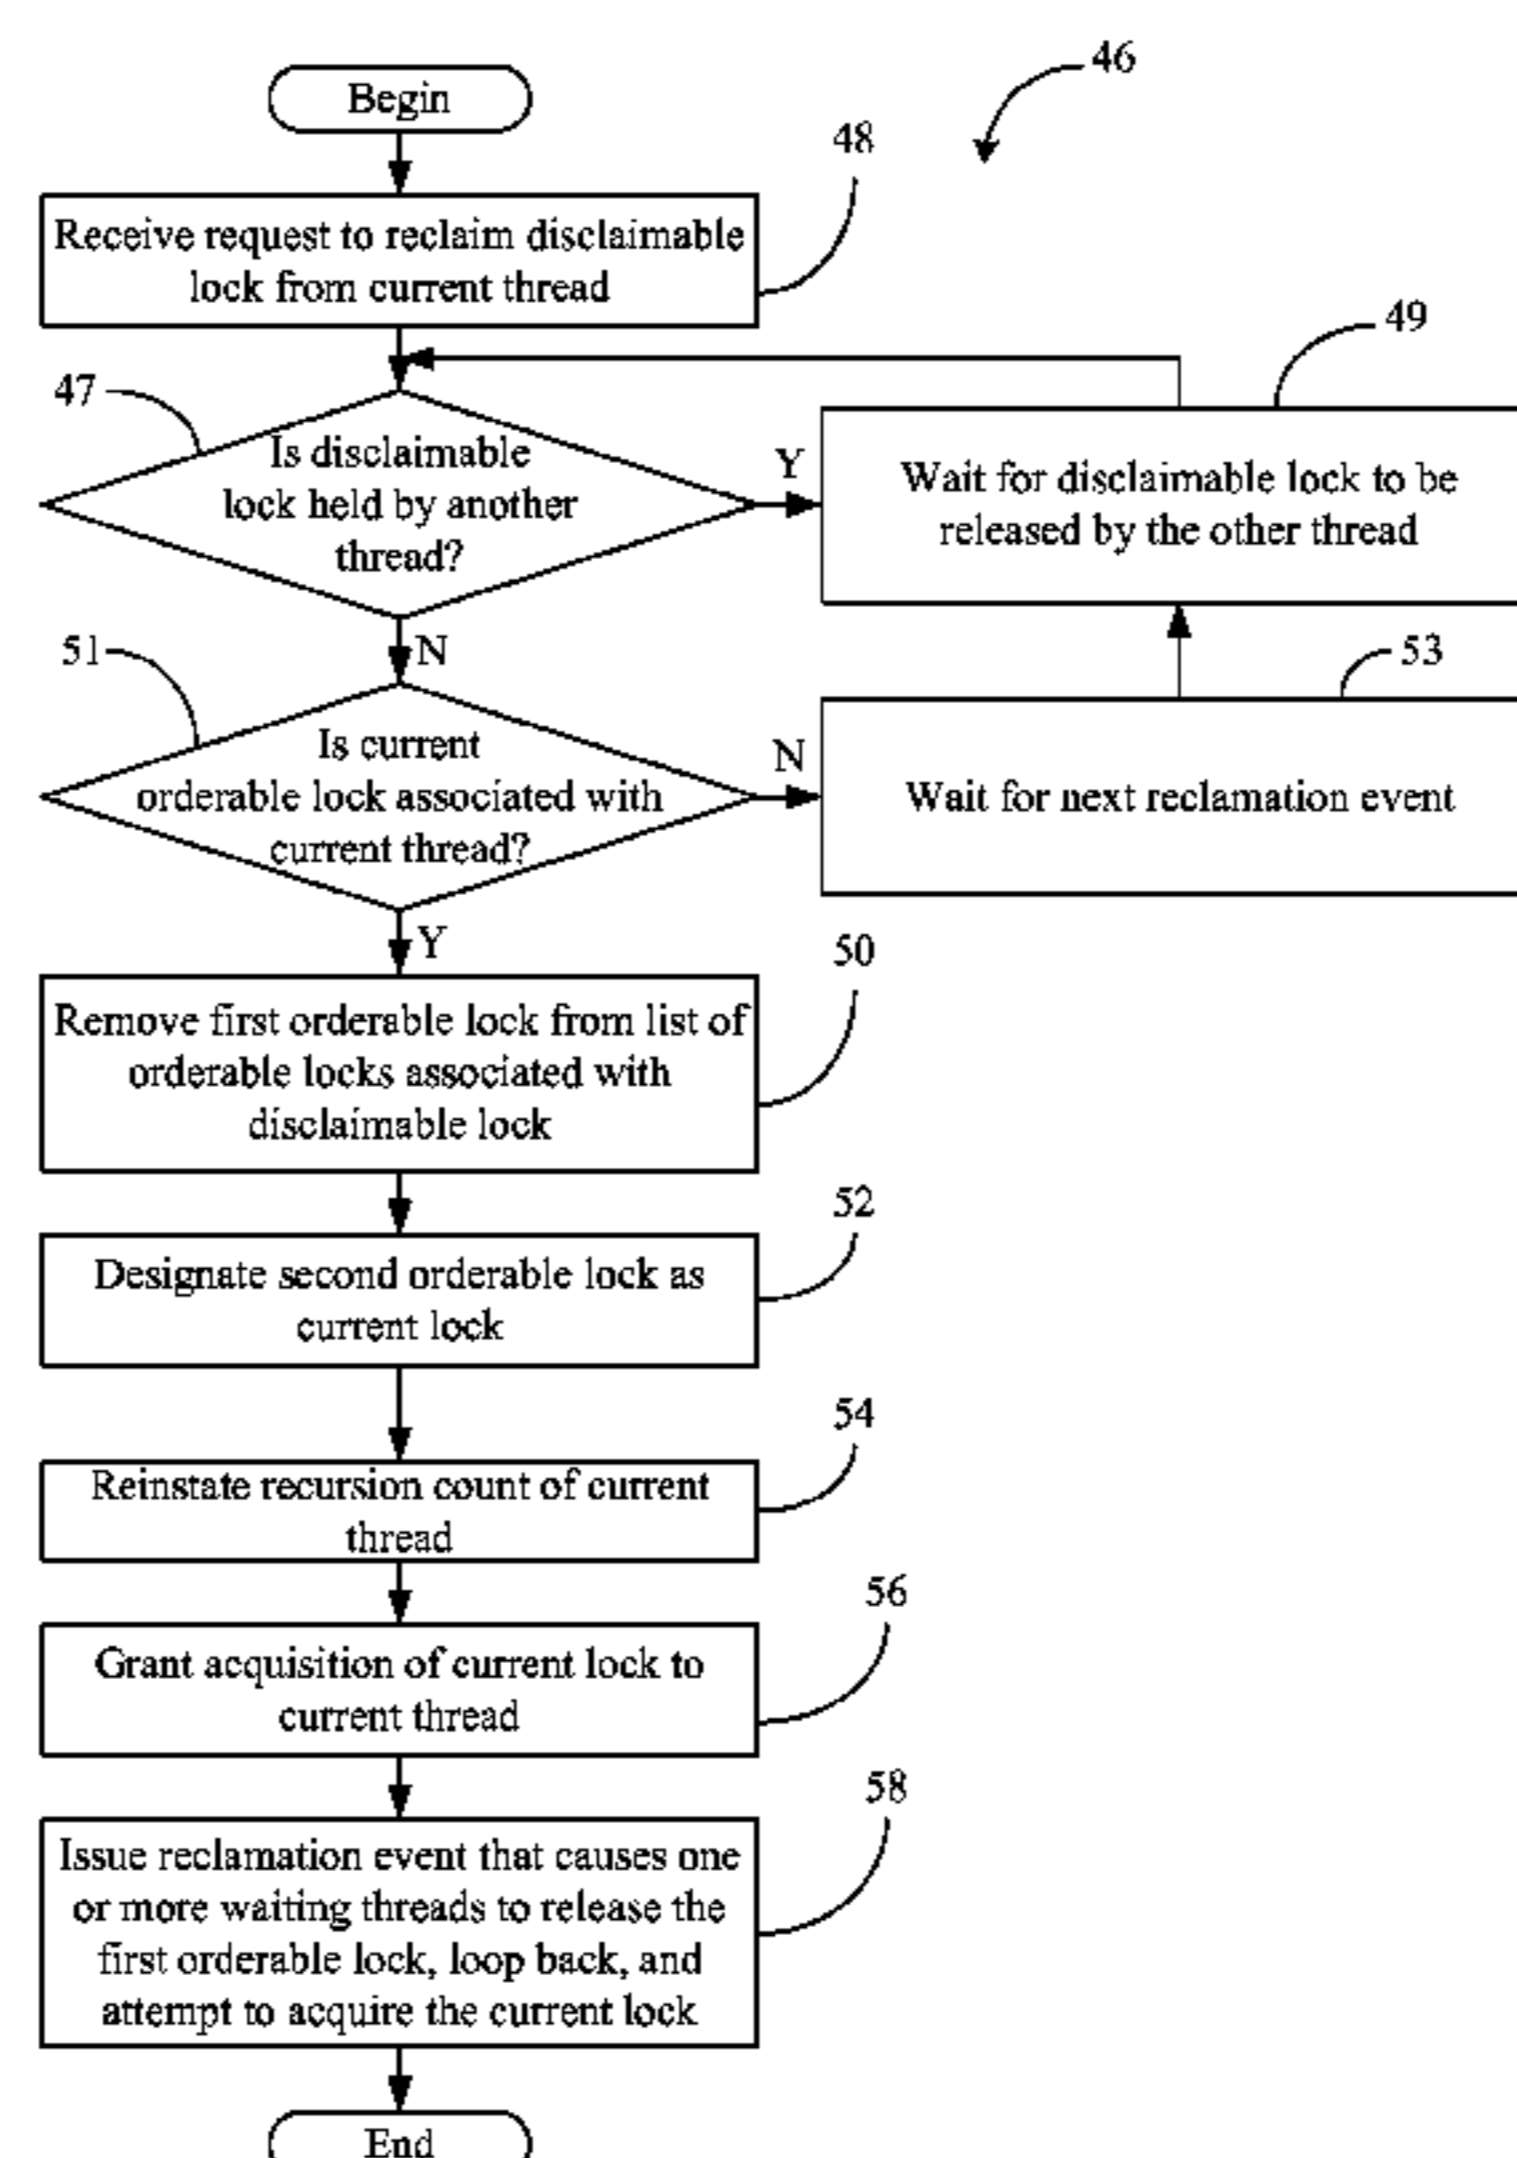 Begin
46
48
Receive request to reclaim disclaimable
lock from current thread
49
47
Is disclaimable
lock held by another
thread?
Y
Wait for disclaimable lock to be
released by the other thread
N
51
53
Is current
orderable lock associated with
current thread?
N
Wait for next reclamation event
Y
50
Remove first orderable lock from list of
orderable locks associated with
disclaimable lock
52
Designate second orderable lock as
current lock
54
Reinstate recursion count of current
thread
56
Grant acquisition of current lock to
current thread
58
Issue reclamation event that causes one
or more waiting threads to release the
first orderable lock, loop back, and
attempt to acquire the current lock
End